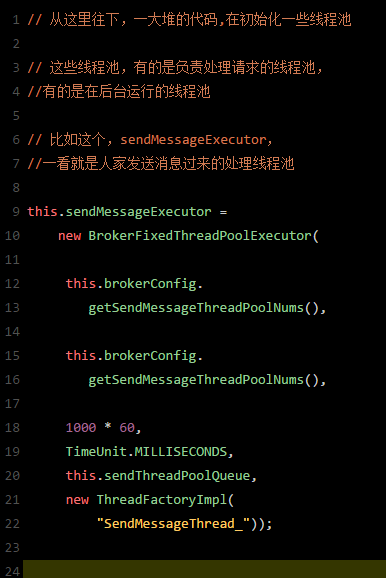 1 // 从这里往下，一大堆的代码,在初始化一些线程池
2
3 // 这些线程池，有的是负责处理请求的线程池，
4 //有的是在后台运行的线程池
5
6 // 比如这个，sendMessageExecutor，
7 //一看就是人家发送消息过来的处理线程池
8
9 this.sendMessageExecutor =
10 new BrokerFixedThreadPoolExecutor(
11
12 this.brokerConfig.
13 getSendMessageThreadPoolNums(),
14
15 this.brokerConfig.
16 getSendMessageThreadPoolNums(),
17
18 1000 * 60,
19 TimeUnit.MILLISECONDS,
20 this.sendThreadPoolQueue,
21 new ThreadFactoryImpl(
22 "SendMessageThread_"));
23
24